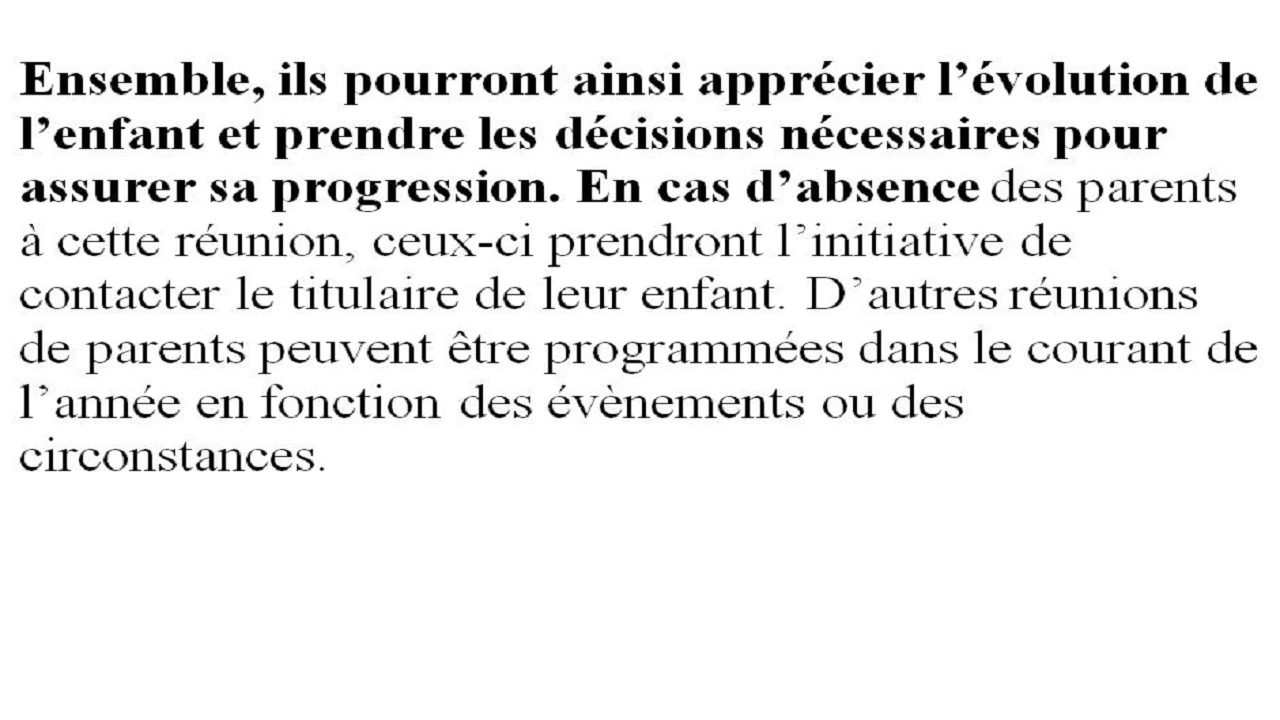 Ensemble, ils pourront ainsi apprécier l’évolution de
l’enfant et prendre les décisions nécessaires pour
assurer sa progression. En cas d’absence des parents
à cette réunion, ceux-ci prendront l’initiative de
contacter le titulaire de leur enfant. D’autres réunions
de parents peuvent être programmées dans le courant de
l’année en fonction des évènements ou des
circonstances.